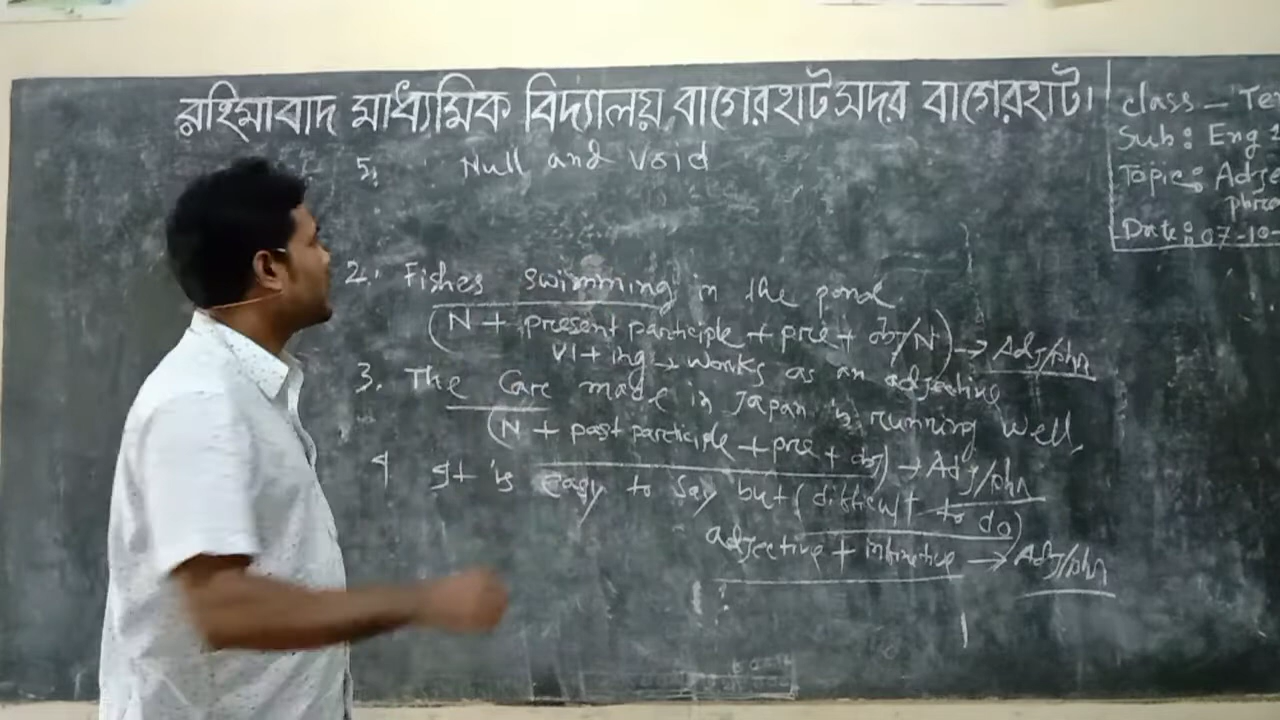 রহিমাবাদ মাধ্যমিক বিদ্যালয়, বাগেরহাট সদর বাগেরহাট।
5. Null and void
2. Fishes swimming in the pond
(N + present participle + pre + obj/N) → Adj/phr
V1 + ing → works as an adjective
3. The Care made in Japan is running well,
(N + past participle + pre + obj) → Adj/phr
4 It is easy to say but (difficult to do)
adjective + infinitive → Adj/phr
class – Te
Sub: Eng 1
Topic: Adje
phra
Date: 07-10-